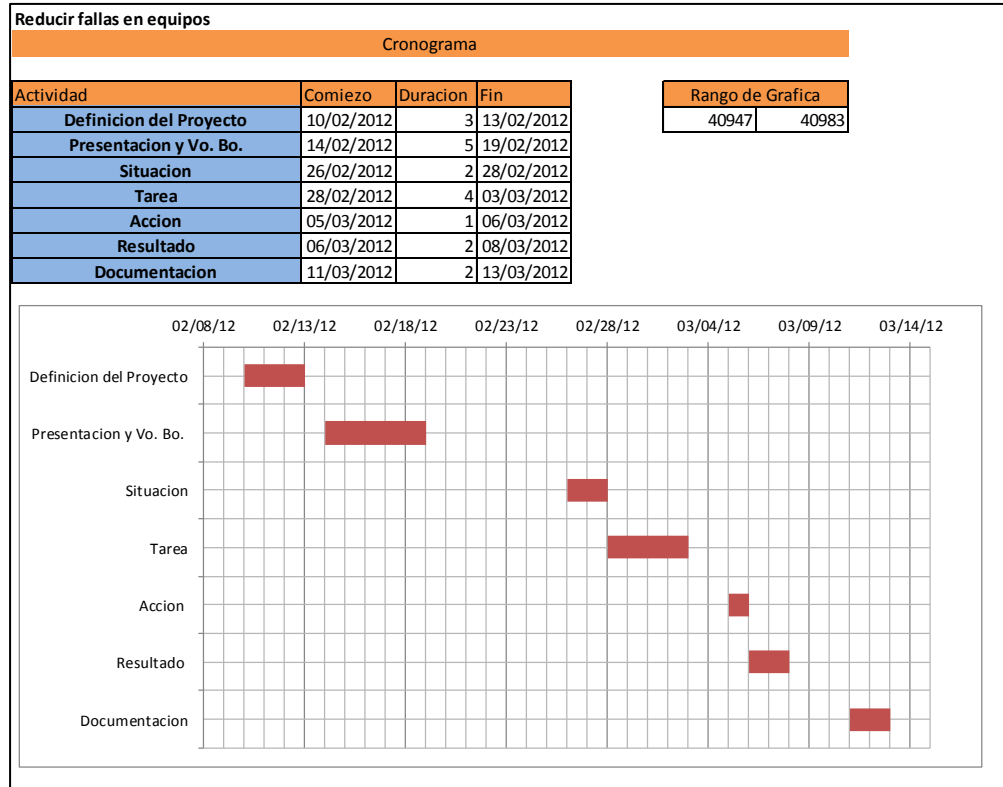 Reducir fallas en equipos
Cronograma
Actividad Comiezo Duracion Fin Rango de Grafica
Definicion del Proyecto 10/02/2012 3 13/02/2012 40947 40983
Presentacion y Vo. Bo. 14/02/2012 5 19/02/2012
Situacion 26/02/2012 2 28/02/2012
Tarea 28/02/2012 4 03/03/2012
Accion 05/03/2012 1 06/03/2012
Resultado 06/03/2012 2 08/03/2012
Documentacion 11/03/2012 2 13/03/2012
02/08/12 02/13/12 02/18/12 02/23/12 02/28/12 03/04/12 03/09/12 03/14/12
Definicion del Proyecto
Presentacion y Vo. Bo.
Situacion
Tarea
Accion
Resultado
Documentacion